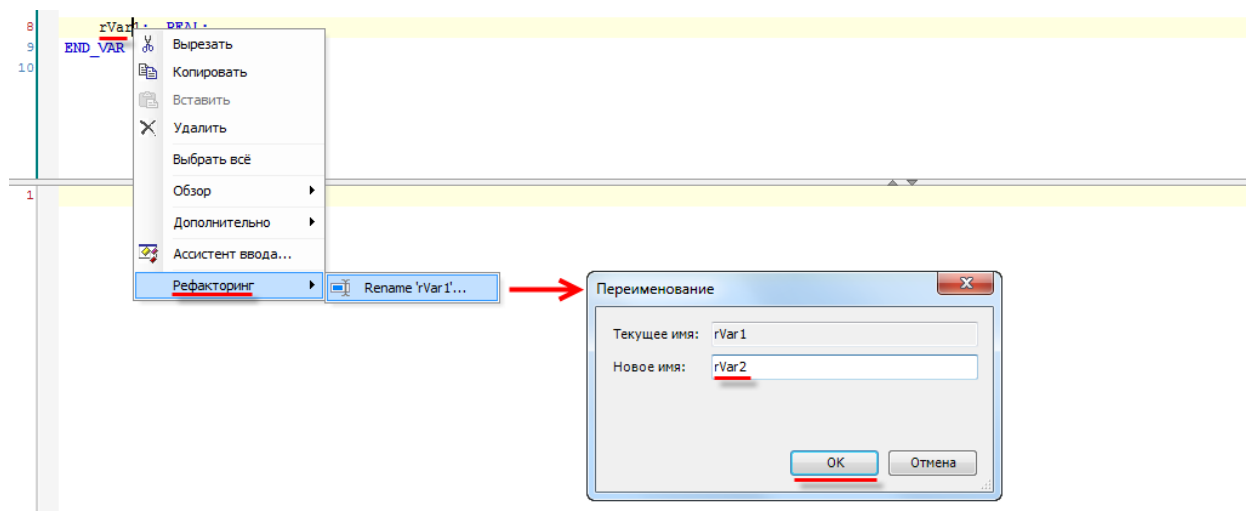 8 rVar1: REAL;
9 END_VAR
10
Вырезать
Копировать
Вставить
Удалить
Выбрать всё
Обзор
Дополнительно
Ассистент ввода...
Рефакторинг
Rename 'rVar1'...
1
Переименование
Текущее имя: rVar1
Новое имя: rVar2
OK Отмена